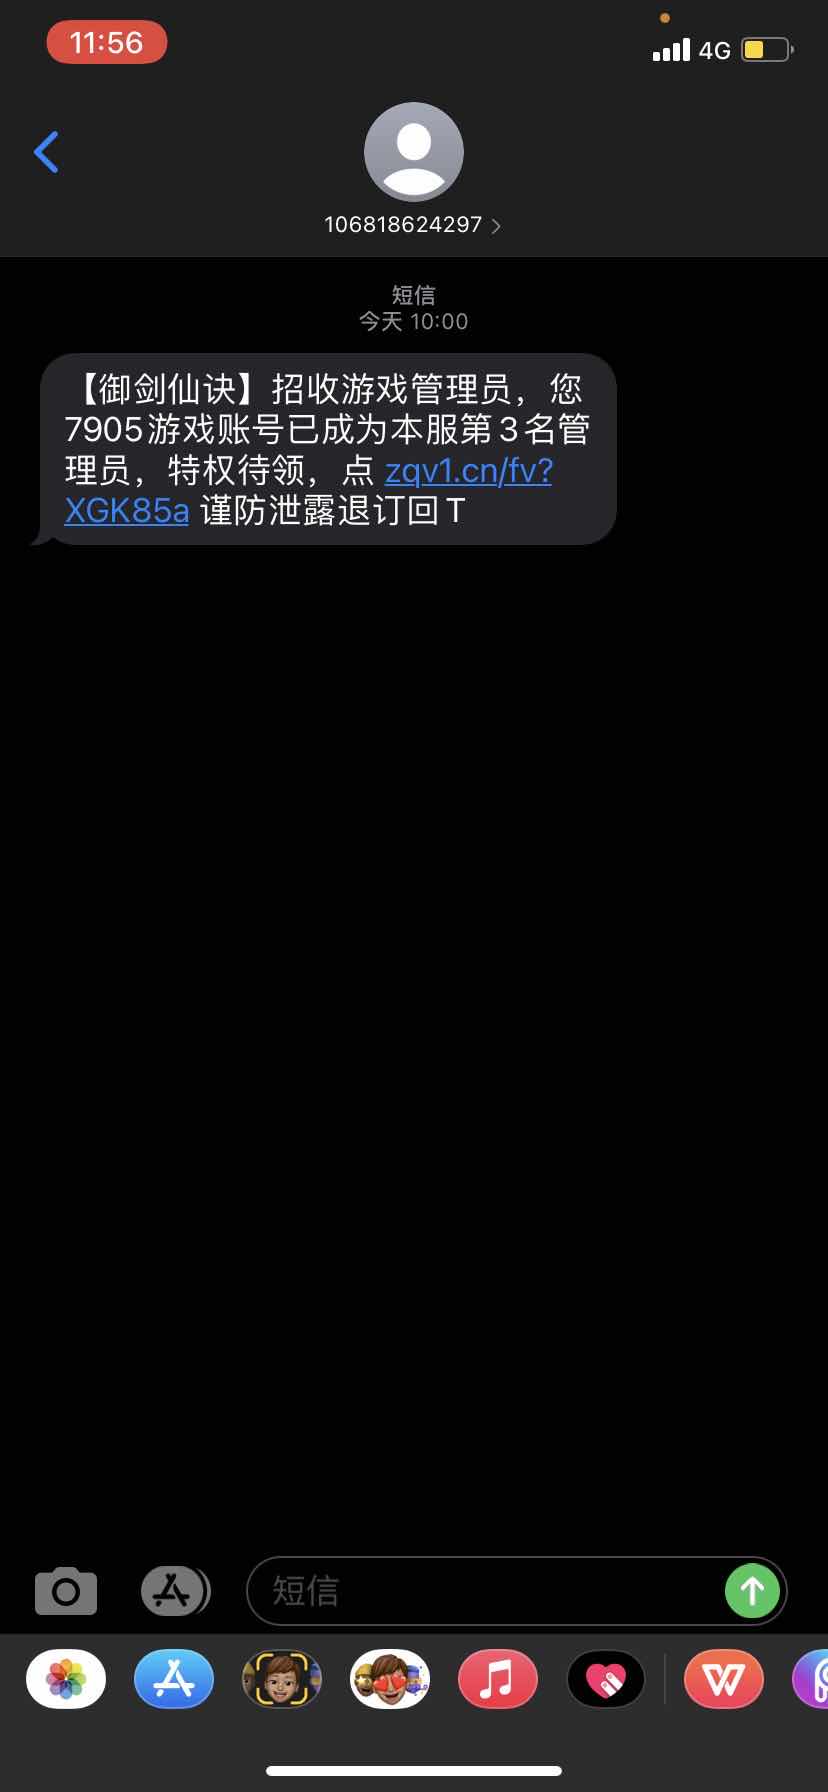 11:56
4G
106818624297
短信
今天 10:00
【御剑仙诀】招收游戏管理员，您
7905游戏账号已成为本服第3名管
理员，特权待领，点 zqv1.cn/fv?
XGK85a 谨防泄露退订回T
短信